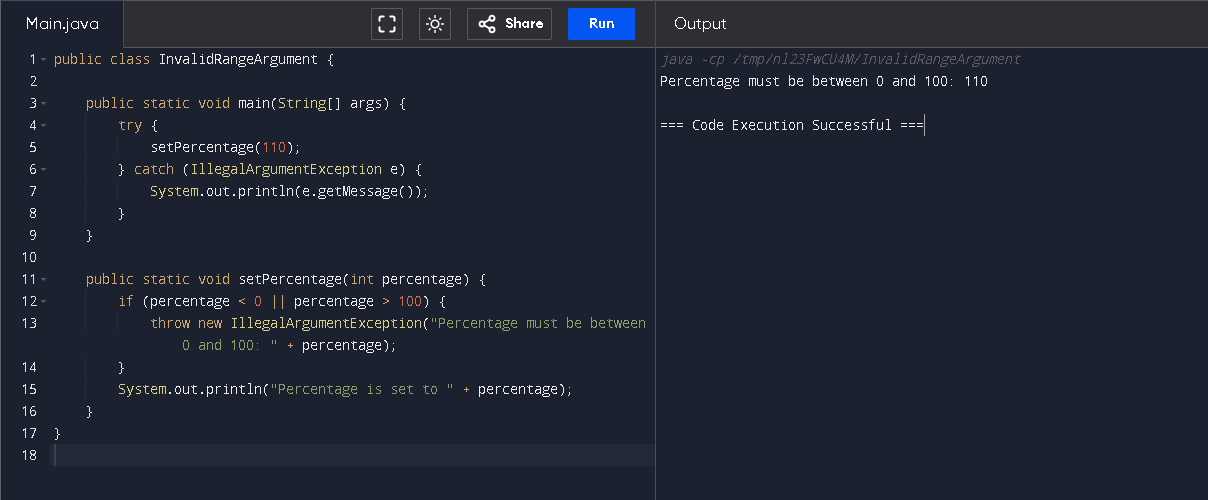 Main.java
Share
Run
Output
1 public class InvalidRangeArgument {
2
3     public static void main(String[] args) {
4         try {
5             setPercentage(110);
6         } catch (IllegalArgumentException e) {
7             System.out.println(e.getMessage());
8         }
9     }
10
11     public static void setPercentage(int percentage) {
12         if (percentage < 0 || percentage > 100) {
13             throw new IllegalArgumentException("Percentage must be between
                0 and 100: " + percentage);
14         }
15         System.out.println("Percentage is set to " + percentage);
16     }
17 }
18
java -cp /tmp/nl23FwCU4M/InvalidRangeArgument
Percentage must be between 0 and 100: 110
=== Code Execution Successful ===